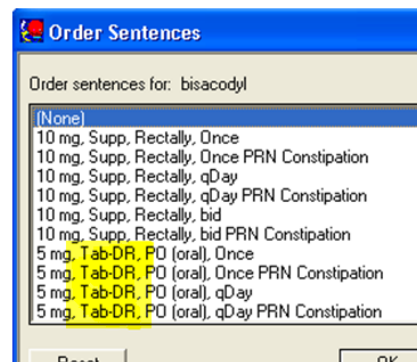 Order Sentences
Order sentences for: bisacodyl
(None)
10 mg, Supp, Rectally, Once
10 mg, Supp, Rectally, Once PRN Constipation
10 mg, Supp, Rectally, qDay
10 mg, Supp, Rectally, qDay PRN Constipation
10 mg, Supp, Rectally, bid
10 mg, Supp, Rectally, bid PRN Constipation
5 mg, Tab-DR, PO (oral), Once
5 mg, Tab-DR, PO (oral), Once PRN Constipation
5 mg, Tab-DR, PO (oral), qDay
5 mg, Tab-DR, PO (oral), qDay PRN Constipation
Reset OK